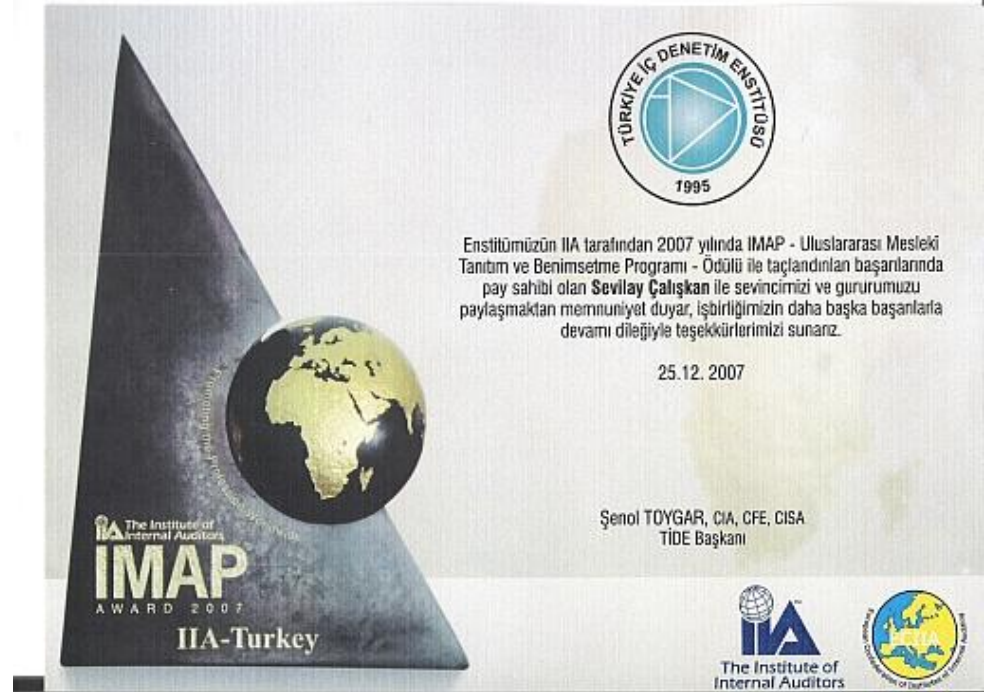 TÜRKİYE İÇ DENETİM ENSTİTÜSÜ
1995
Enstitümüzün IIA tarafından 2007 yılında IMAP - Uluslararası Mesleki
Tanıtım ve Benimsetme Programı - Ödülü ile taçlandırılan başarılarında
pay sahibi olan Sevilay Çalışkan ile sevincimizi ve gururumuzu
paylaşmaktan memnuniyet duyar, işbirliğimizin daha başka başarılarla
devamı dileğiyle teşekkürlerimizi sunarız.
25.12. 2007
Şenol TOYGAR, CIA, CFE, CISA
TİDE Başkanı
IIA The Institute of
Internal Auditors
IMAP
AWARD 2007
IIA-Turkey
IIA
The Institute of
Internal Auditors
ECIIA